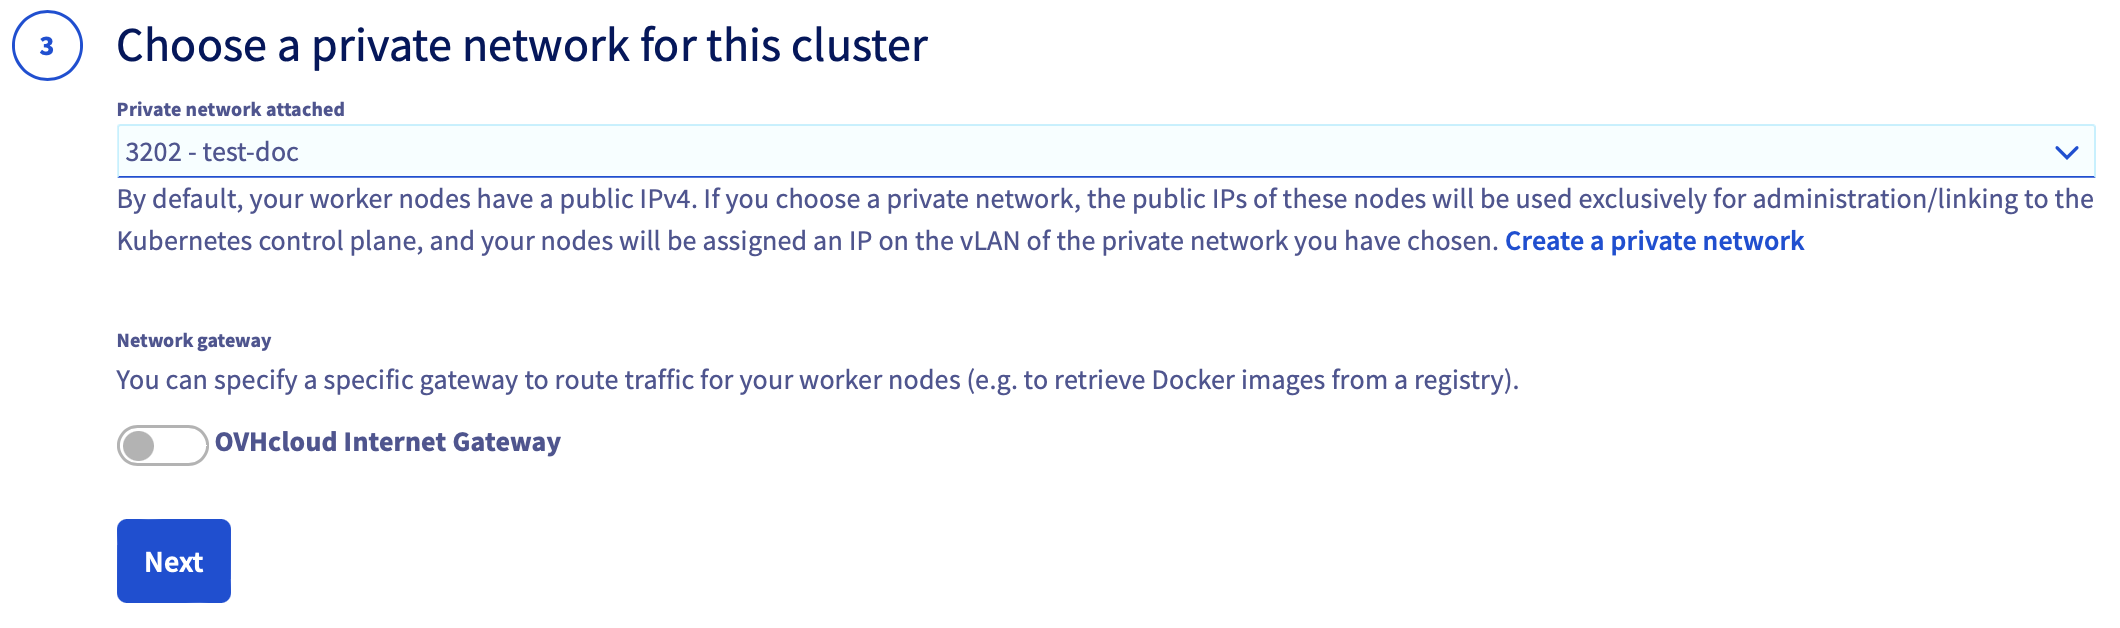 3
Choose a private network for this cluster
Private network attached
3202 - test-doc
By default, your worker nodes have a public IPv4. If you choose a private network, the public IPs of these nodes will be used exclusively for administration/linking to the
Kubernetes control plane, and your nodes will be assigned an IP on the vLAN of the private network you have chosen. Create a private network
Network gateway
You can specify a specific gateway to route traffic for your worker nodes (e.g. to retrieve Docker images from a registry).
OVHcloud Internet Gateway
Next